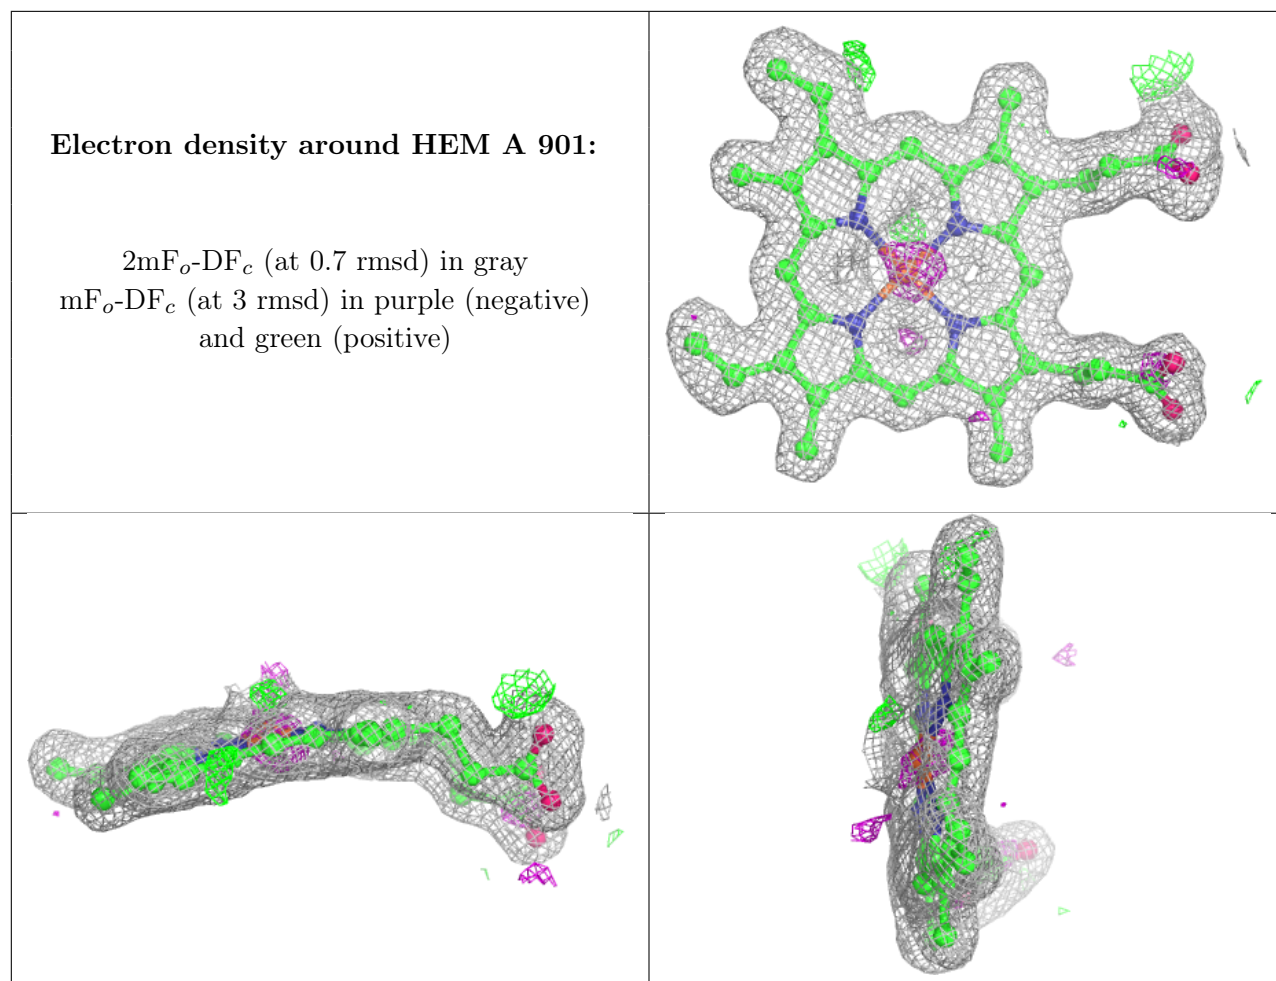 Electron density around HEM A 901:
2mFo-DFc (at 0.7 rmsd) in gray
mFo-DFc (at 3 rmsd) in purple (negative)
and green (positive)